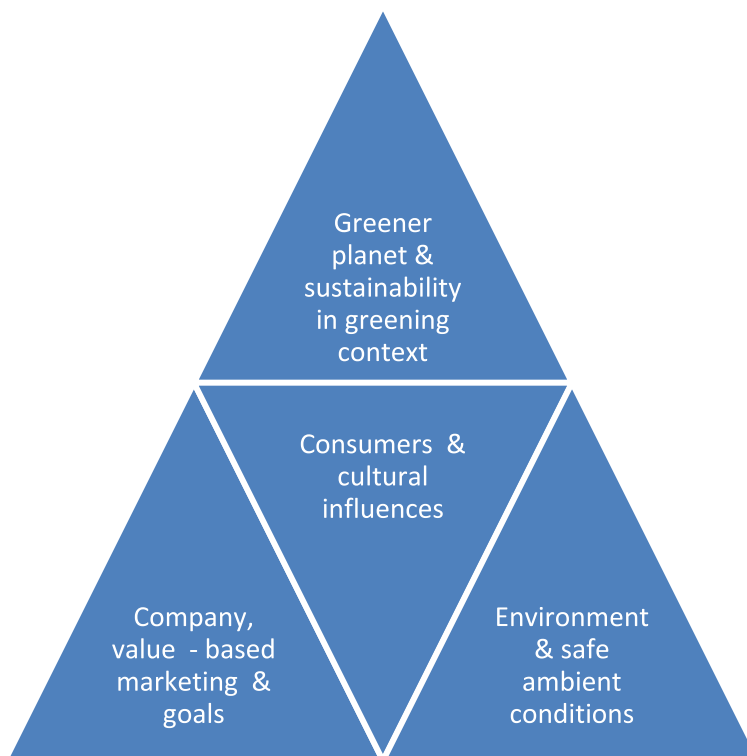 Greener
planet &
sustainability
in greening
context
Consumers  &
cultural
influences
Company,
value  - based
marketing  &
goals
Environment
& safe
ambient
conditions